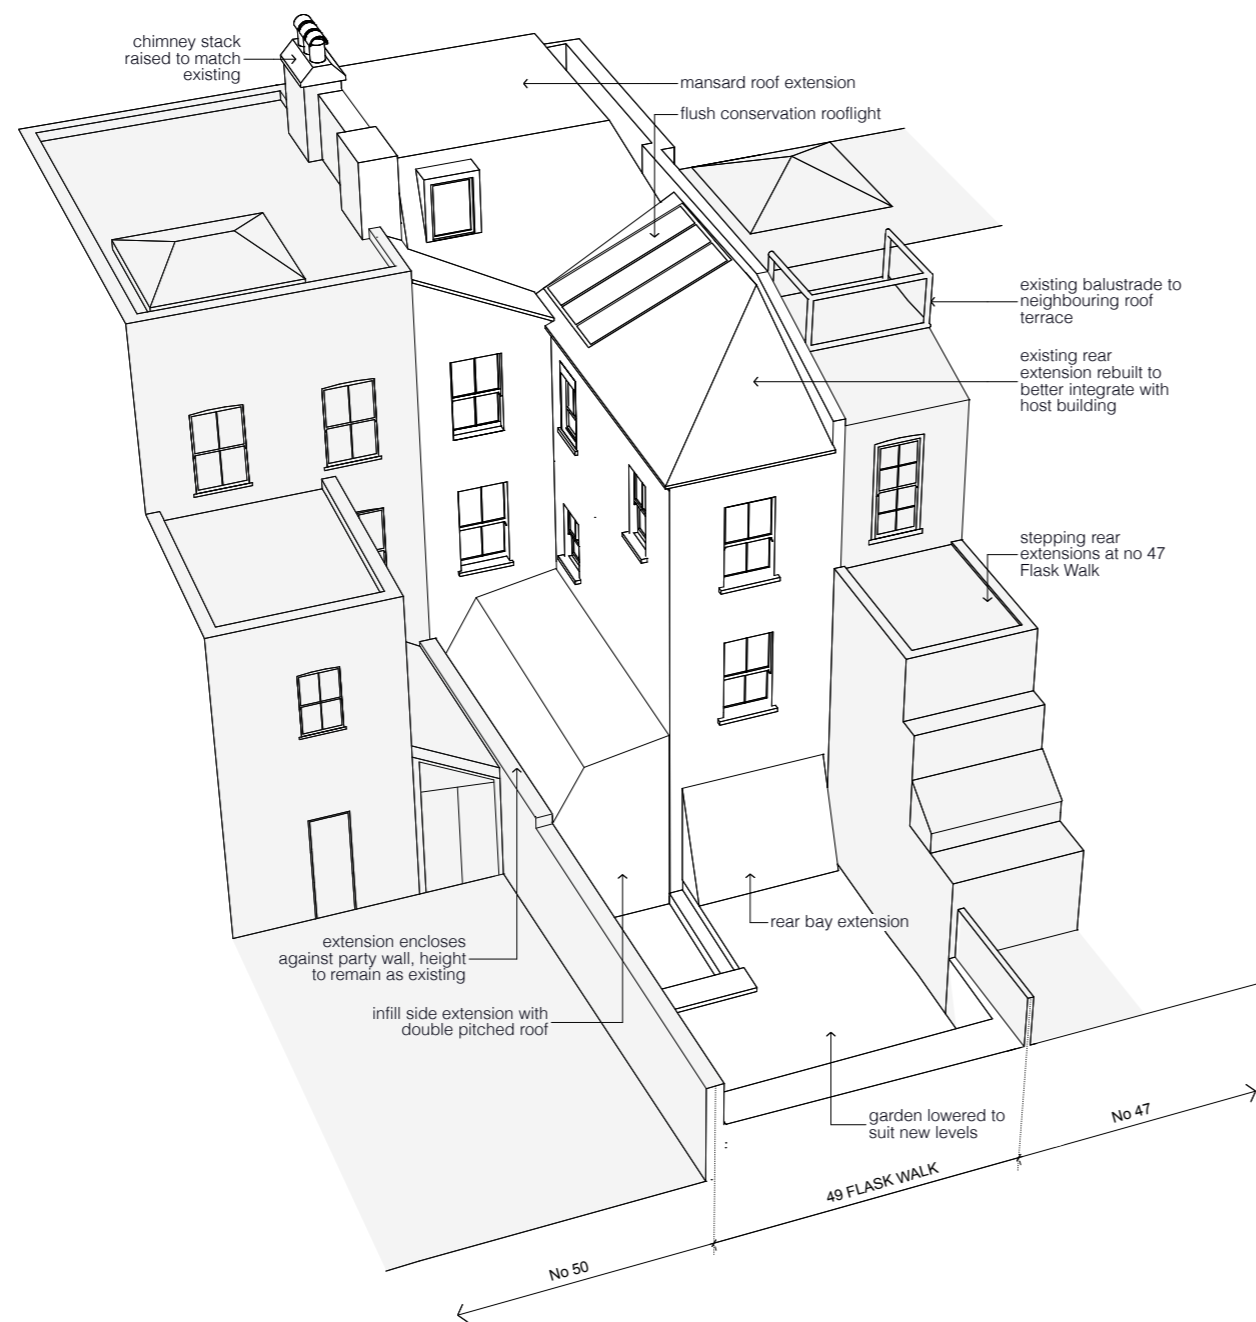 chimney stack
raised to match
existing
mansard roof extension
flush conservation rooflight
existing balustrade to
neighbouring roof
terrace
existing rear
extension rebuilt to
better integrate with
host building
stepping rear
extensions at no 47
Flask Walk
rear bay extension
extension encloses
against party wall, height
to remain as existing
infill side extension with
double pitched roof
garden lowered to
suit new levels
No 47
49 FLASK WALK
No 50